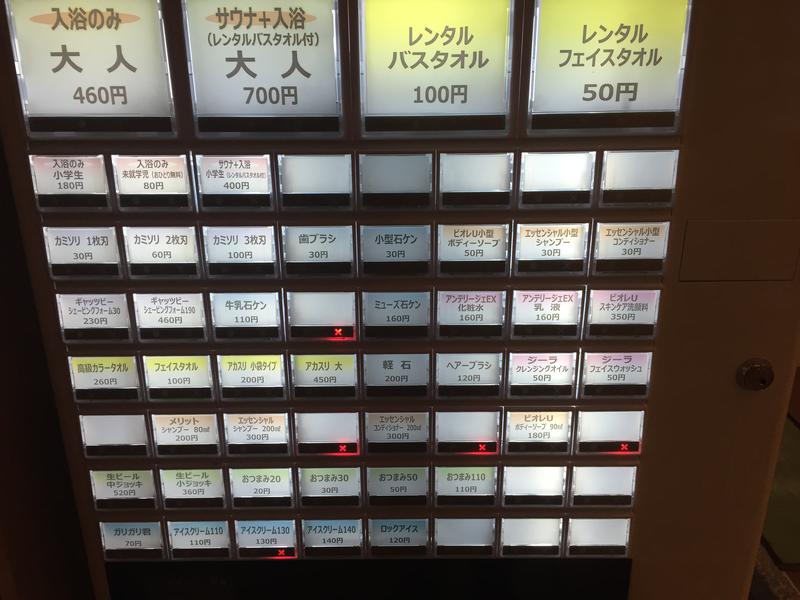 入浴のみ
大人
460円
サウナ+入浴
(レンタルバスタオル付)
大人
700円
レンタル
バスタオル
100円
レンタル
フェイスタオル
50円
入浴のみ
小学生
180円
入浴のみ
未就学児(おひとり無料)
80円
サウナ+入浴
小学生(レンタルバスタオル付)
400円
カミソリ 1枚刃
30円
カミソリ 2枚刃
60円
カミソリ 3枚刃
100円
歯ブラシ
30円
小型石ケン
30円
ビオレU小型
ボディーソープ
50円
エッセンシャル小型
シャンプー
30円
エッセンシャル小型
コンディショナー
30円
ギャッツビー
シェービングフォーム30
230円
ギャッツビー
シェービングフォーム190
460円
牛乳石ケン
110円
ミューズ石ケン
160円
アンテリージェEX
化粧水
160円
アンテリージェEX
乳液
160円
ビオレU
スキンケア洗顔料
350円
高級カラータオル
260円
フェイスタオル
100円
アカスリ 小袋タイプ
200円
アカスリ 大
450円
軽石
200円
ヘアーブラシ
120円
ジーラ
クレンジングオイル
50円
ジーラ
フェイスウォッシュ
50円
メリット
シャンプー 80㎖
200円
エッセンシャル
シャンプー 200㎖
300円
エッセンシャル
コンディショナー 200㎖
300円
ビオレU
ボディーソープ 90㎖
180円
生ビール
中ジョッキ
520円
生ビール
小ジョッキ
360円
おつまみ20
20円
おつまみ30
30円
おつまみ50
50円
おつまみ110
110円
ガリガリ君
70円
アイスクリーム110
110円
アイスクリーム130
130円
アイスクリーム140
140円
ロックアイス
120円